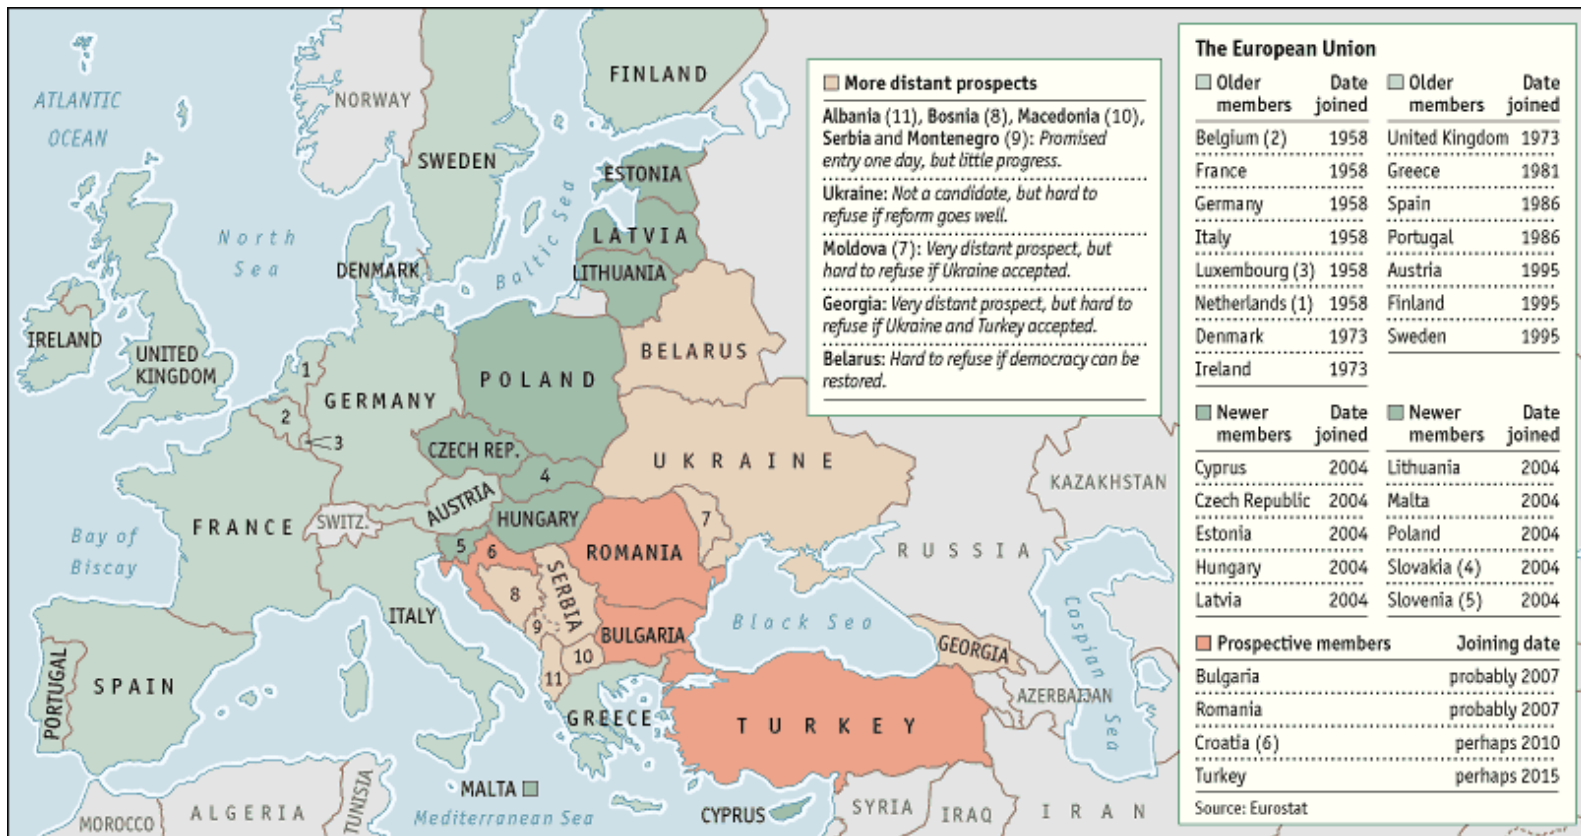 ATLANTIC
OCEAN
NORWAY
FINLAND
SWEDEN
ESTONIA
North
Sea
Baltic Sea
LATVIA
DENMARK
LITHUANIA
IRELAND
UNITED
KINGDOM
BELARUS
1
POLAND
GERMANY
2
3
CZECH REP.
UKRAINE
4
KAZAKHSTAN
AUSTRIA
SWITZ.
HUNGARY
FRANCE
7
Bay of
Biscay
5
6
ROMANIA
RUSSIA
SERBIA
8
ITALY
9
BULGARIA
Black Sea
Caspian Sea
GEORGIA
10
11
PORTUGAL
SPAIN
AZERBAIJAN
GREECE
TURKEY
MALTA
Mediterranean Sea
CYPRUS
MOROCCO
ALGERIA
TUNISIA
SYRIA
IRAQ
IRAN
More distant prospects
Albania (11), Bosnia (8), Macedonia (10),
Serbia and Montenegro (9): Promised
entry one day, but little progress.
Ukraine: Not a candidate, but hard to
refuse if reform goes well.
Moldova (7): Very distant prospect, but
hard to refuse if Ukraine accepted.
Georgia: Very distant prospect, but hard to
refuse if Ukraine and Turkey accepted.
Belarus: Hard to refuse if democracy can be
restored.
The European Union
Older members Date joined
Belgium (2) 1958
France 1958
Germany 1958
Italy 1958
Luxembourg (3) 1958
Netherlands (1) 1958
Denmark 1973
Ireland 1973
Older members Date joined
United Kingdom 1973
Greece 1981
Spain 1986
Portugal 1986
Austria 1995
Finland 1995
Sweden 1995
Newer members Date joined
Cyprus 2004
Czech Republic 2004
Estonia 2004
Hungary 2004
Latvia 2004
Newer members Date joined
Lithuania 2004
Malta 2004
Poland 2004
Slovakia (4) 2004
Slovenia (5) 2004
Prospective members Joining date
Bulgaria probably 2007
Romania probably 2007
Croatia (6) perhaps 2010
Turkey perhaps 2015
Source: Eurostat